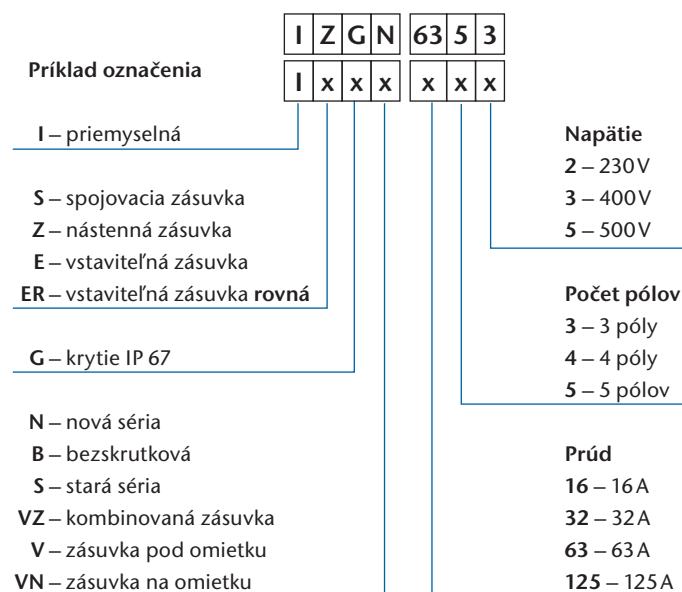 I Z G N 63 5 3
Príklad označenia
I x x x x x x
I – priemyselná
S – spojovacia zásuvka
Z – nástenná zásuvka
E – vstaviteľná zásuvka
ER – vstaviteľná zásuvka rovná
G – krytie IP 67
N – nová séria
B – bezskrutková
S – stará séria
VZ – kombinovaná zásuvka
V – zásuvka pod omietku
VN – zásuvka na omietku
Napätie
2 – 230 V
3 – 400 V
5 – 500 V
Počet pólov
3 – 3 póly
4 – 4 póly
5 – 5 pólov
Prúd
16 – 16 A
32 – 32 A
63 – 63 A
125 – 125 A